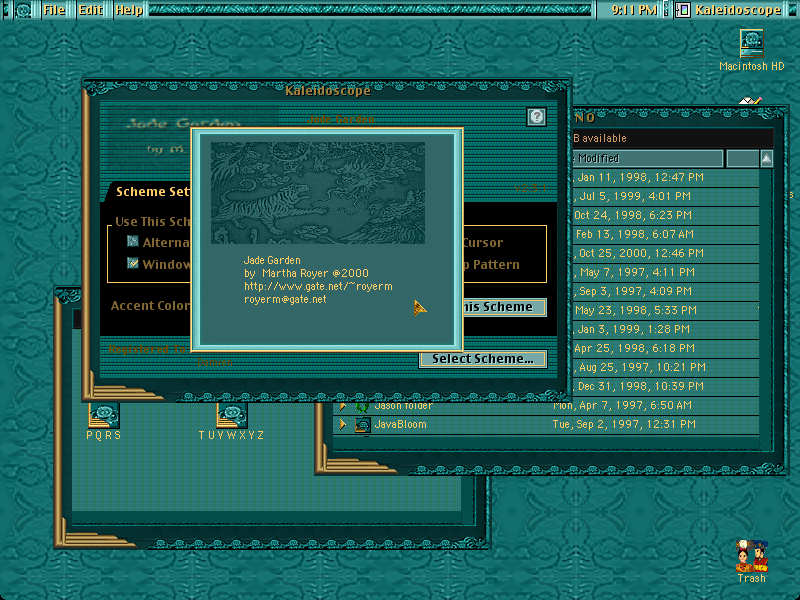 File Edit Help
9:11 PM
Kaleidoscope
Macintosh HD
Kaleidoscope
Jade Garden
by M
Jade Garden
Scheme Set
Use This Sch
Alterna
Window
Cursor
p Pattern
Accent Color
his Scheme
Select Scheme...
Jade Garden
by Martha Royer @2000
http://www.gate.net/~royerm
royerm@gate.net
N O
B available
e Modified
, Jan 11, 1998, 12:47 PM
, Jul 5, 1999, 4:01 PM
Oct 24, 1998, 6:23 PM
Feb 13, 1998, 6:07 AM
, Oct 25, 2000, 12:46 PM
, May 7, 1997, 4:11 PM
, Sep 3, 1997, 4:09 PM
May 23, 1998, 5:33 PM
, Jan 3, 1999, 1:28 PM
Apr 25, 1998, 6:18 PM
, Aug 25, 1997, 10:21 PM
, Dec 31, 1998, 10:39 PM
Jason folder Mon, Apr 7, 1997, 6:50 AM
JavaBloom Tue, Sep 2, 1997, 12:31 PM
P Q R S
T U Y W X Y Z
Trash